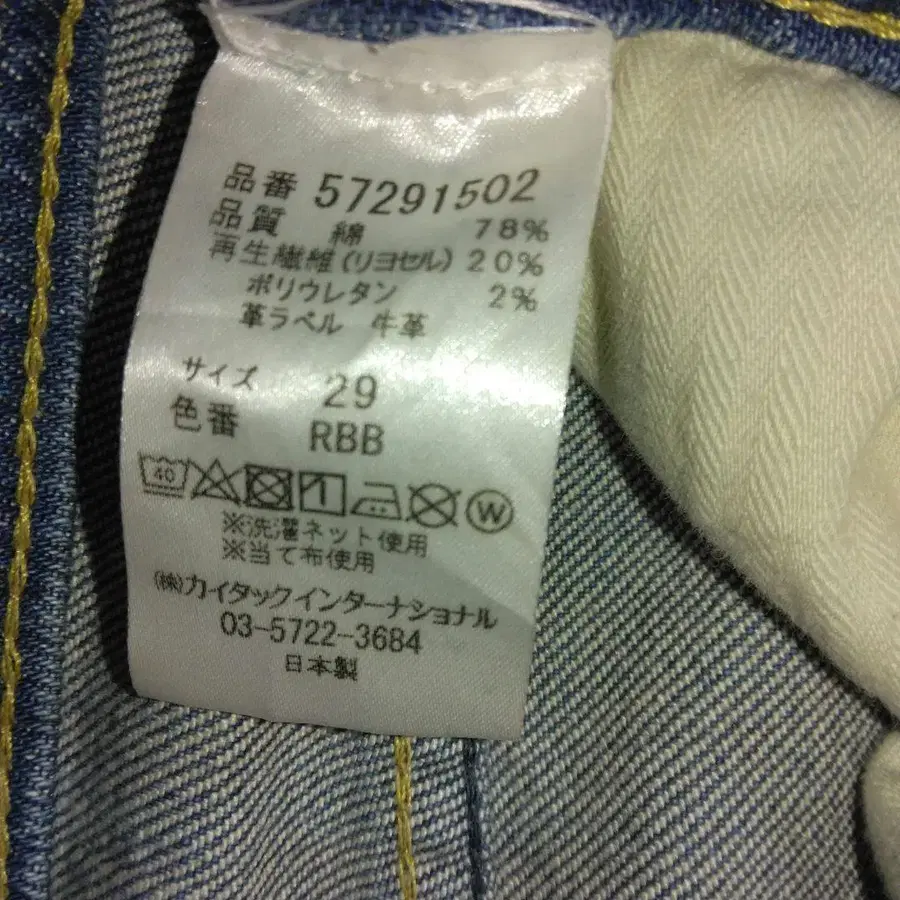 品番 57291502
品質 綿 78%
再生繊維(リヨセル) 20%
ポリウレタン 2%
革ラベル 牛革
サイズ 29
色番 RBB
40 W
※洗濯ネット使用
※当て布使用
(株)カイタックインターナショナル
03-5722-3684
日本製